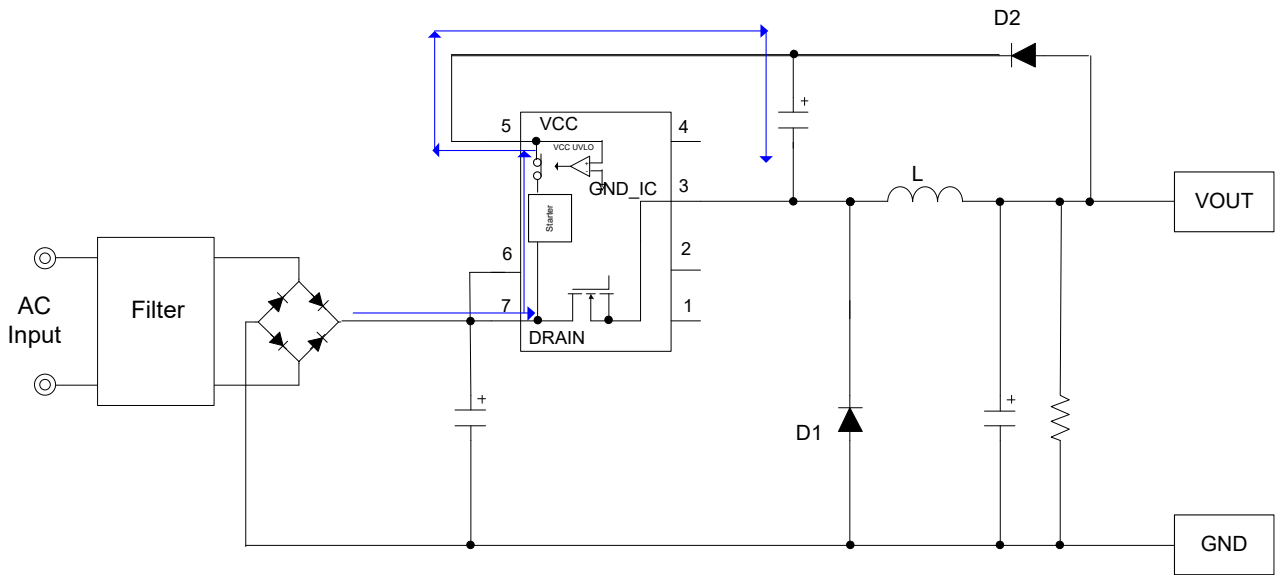 D2
5
VCC
4
+
VCC UVLO
+
-
GND_IC
3
L
VOUT
Starter
6
2
AC
Input
Filter
7
1
DRAIN
+
D1
+
GND